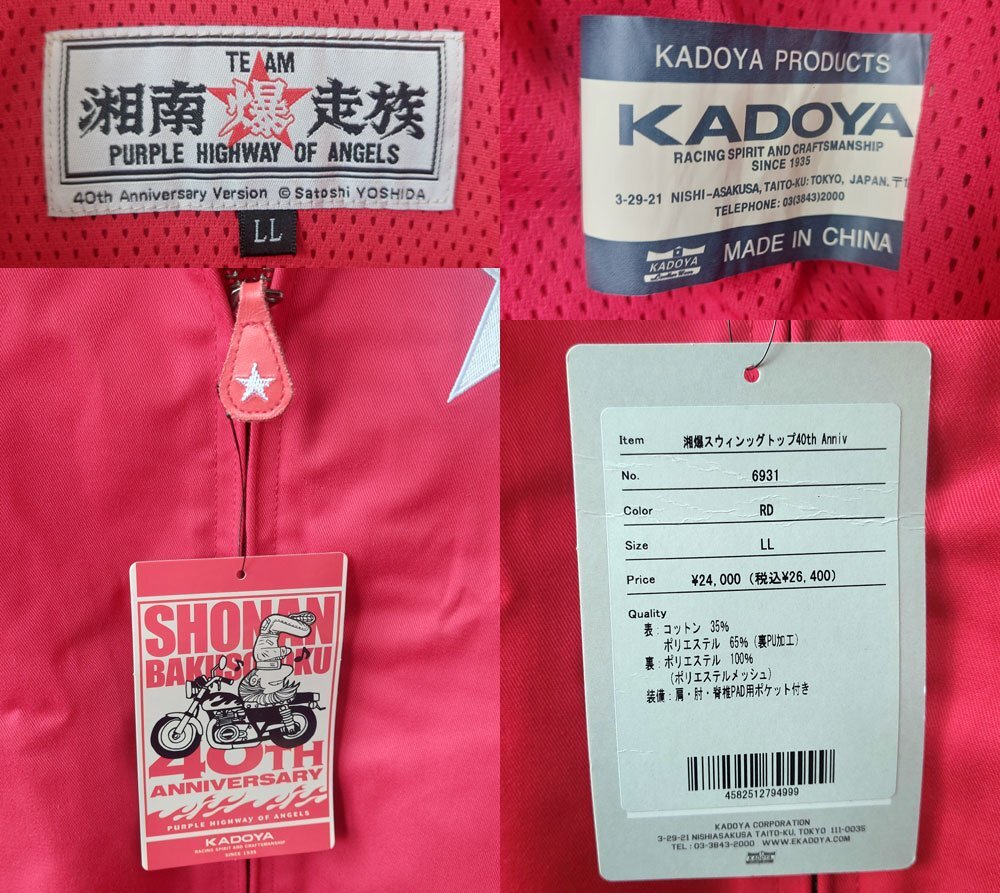 TEAM
湘南爆走族
PURPLE HIGHWAY OF ANGELS
40th Anniversary Version © Satoshi YOSHIDA
LL
KADOYA PRODUCTS
KADOYA
RACING SPIRIT AND CRAFTSMANSHIP
SINCE 1935
3-29-21 NISHI-ASAKUSA, TAITO-KU: TOKYO, JAPAN. 〒1
TELEPHONE: 03(3843)2000
KADOYA
MADE IN CHINA
SHONAN
40TH
ANNIVERSARY
PURPLE HIGHWAY OF ANGELS
KADOYA
RACING SPIRIT AND CRAFTSMANSHIP
SINCE 1935
Item 湘爆スウィンッグトップ40th Anniv
No. 6931
Color RD
Size LL
Price ¥24,000 (税込¥26,400)
Quality
表:コットン 35%
ポリエステル 65% (裏PU加工)
裏:ポリエステル 100%
(ポリエステルメッシュ)
装備:肩・肘・脊椎PAD用ポケット付き
4582512794999
KADOYA CORPORATION
3-29-21 NISHIASAKUSA TAITO-KU, TOKYO 111-0035
TEL : 03-3843-2000 WWW.EKADOYA.COM